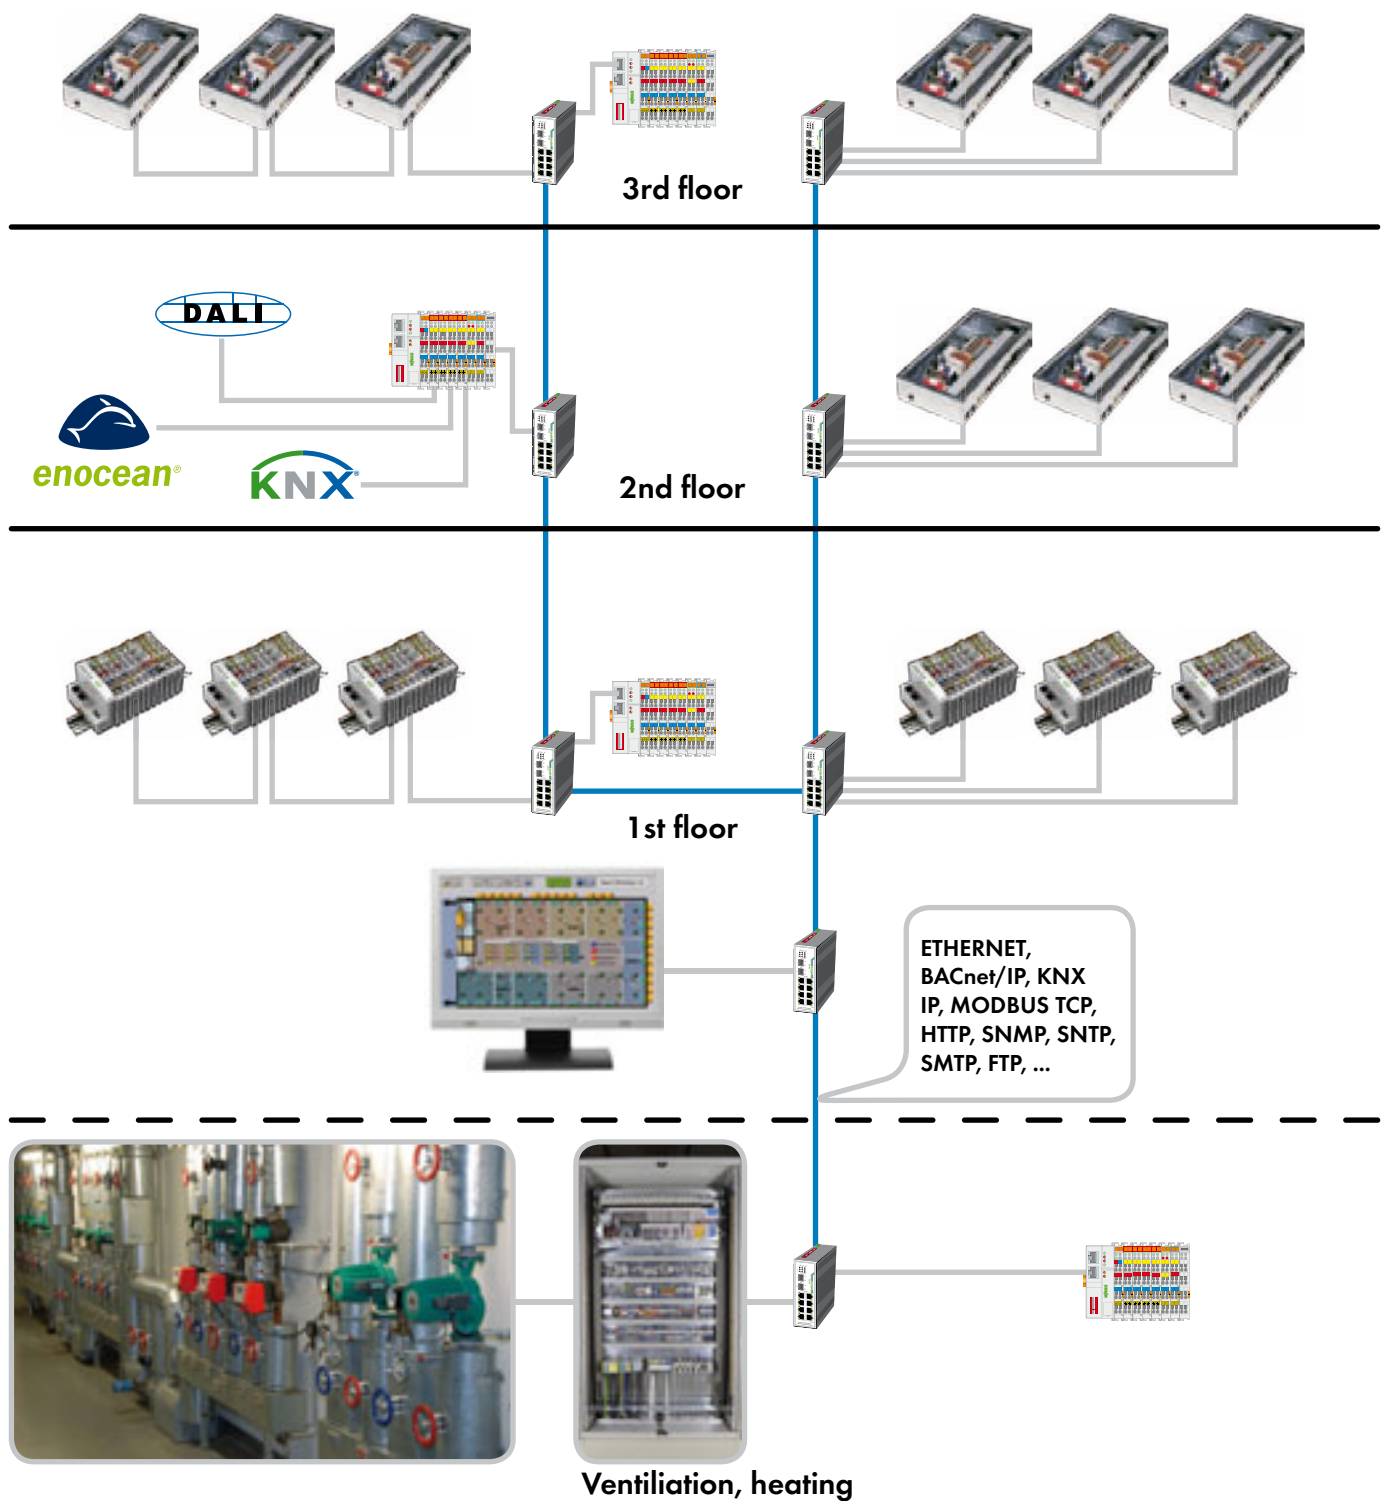 3rd floor
DALI
enocean®
KNX®
2nd floor
1st floor
ETHERNET,
BACnet/IP, KNX
IP, MODBUS TCP,
HTTP, SNMP, SNTP,
SMTP, FTP, ...
Ventiliation, heating